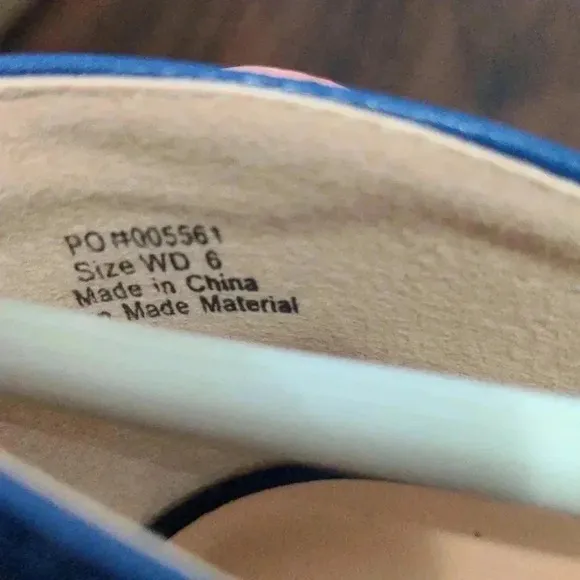 PO #005561
Size WD 6
Made in China
Made Material